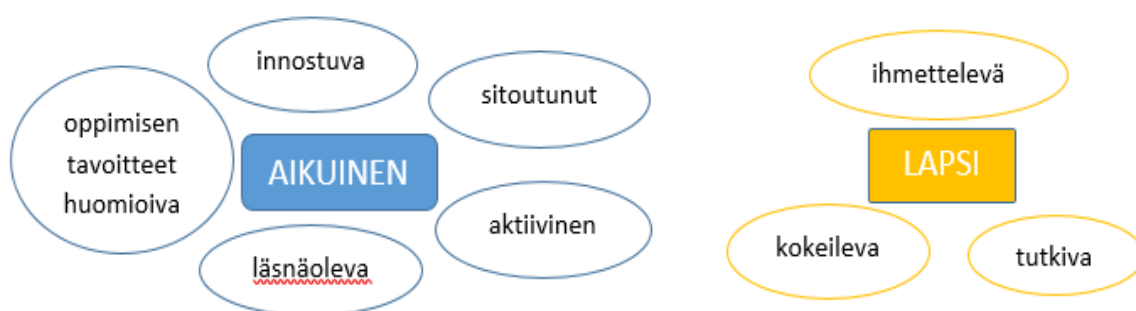 innostuva
sitoutunut
oppimisen
tavoitteet
huomioiva
AIKUINEN
aktiivinen
läsnäoleva
ihmettelevä
LAPSI
kokeileva
tutkiva